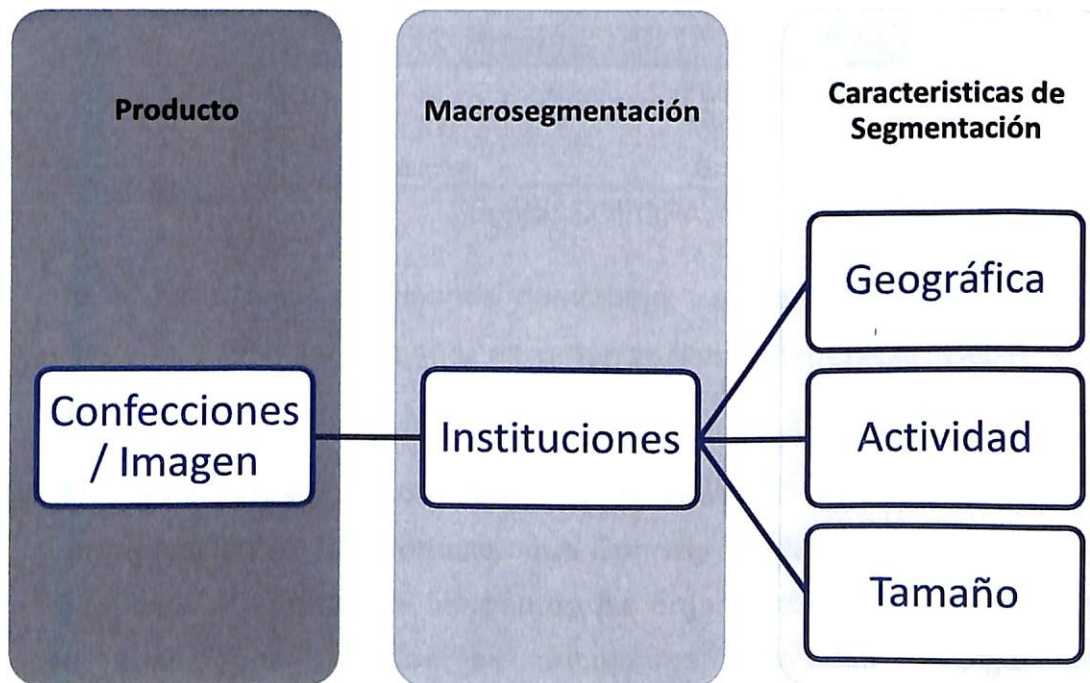 Producto
Macrosegmentación
Caracteristicas de
Segmentación
Confecciones
/ Imagen
Instituciones
Geográfica
Actividad
Tamaño